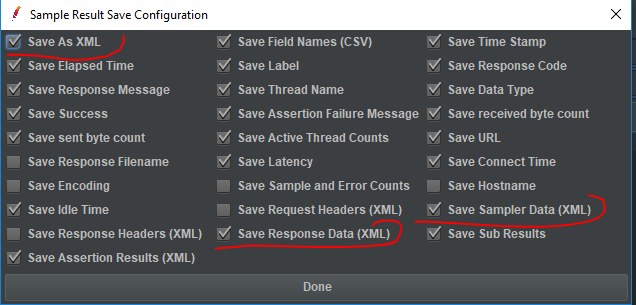 Sample Result Save Configuration
Save As XML Save Field Names (CSV) Save Time Stamp
Save Elapsed Time Save Label Save Response Code
Save Response Message Save Thread Name Save Data Type
Save Success Save Assertion Failure Message Save received byte count
Save sent byte count Save Active Thread Counts Save URL
Save Response Filename Save Latency Save Connect Time
Save Encoding Save Sample and Error Counts Save Hostname
Save Idle Time Save Request Headers (XML) Save Sampler Data (XML)
Save Response Headers (XML) Save Response Data (XML) Save Sub Results
Save Assertion Results (XML)
Done